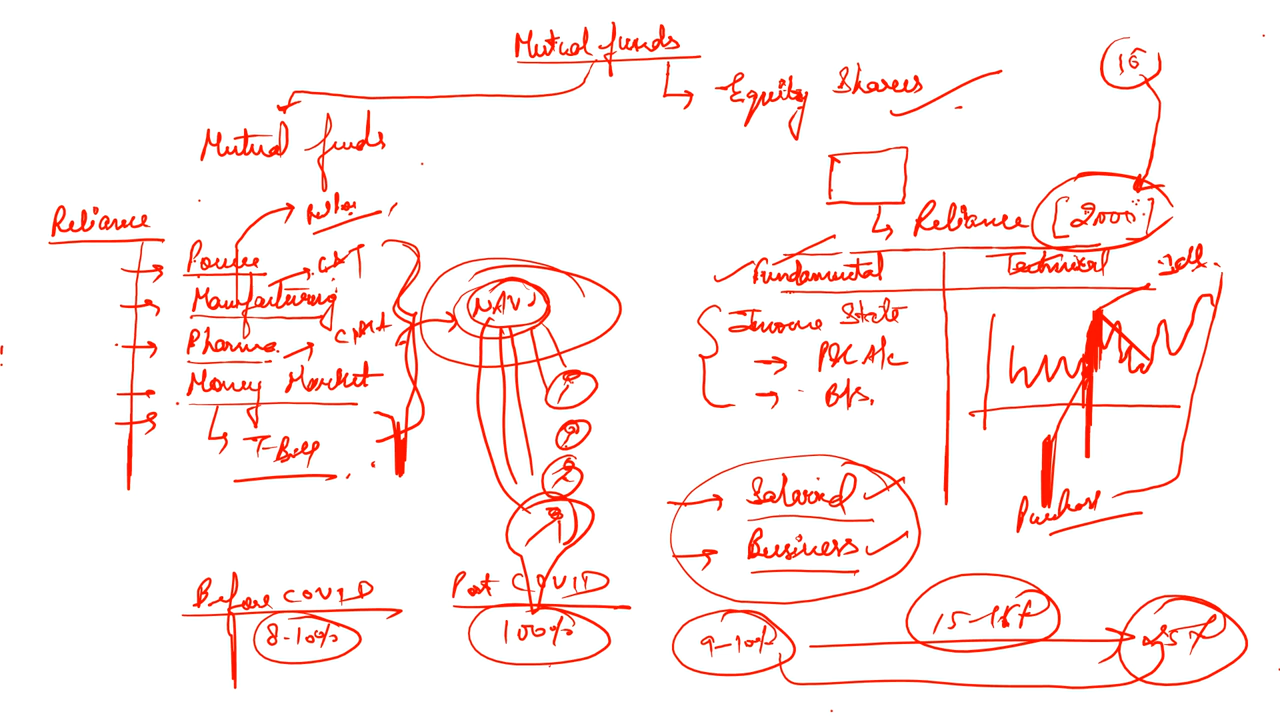 Mutual funds
Equity Shares
16
Mutual funds
Reliance
Reliance [2000]
Power
Manufacturing
Pharma
Money Market
T-Bill
NAV
Fundamental
Technical
Income State
P&L A/c
B/s.
Purchase
Salaried
Business
Before COVID
8-10%
Post COVID
100%
9-10%
15-18%